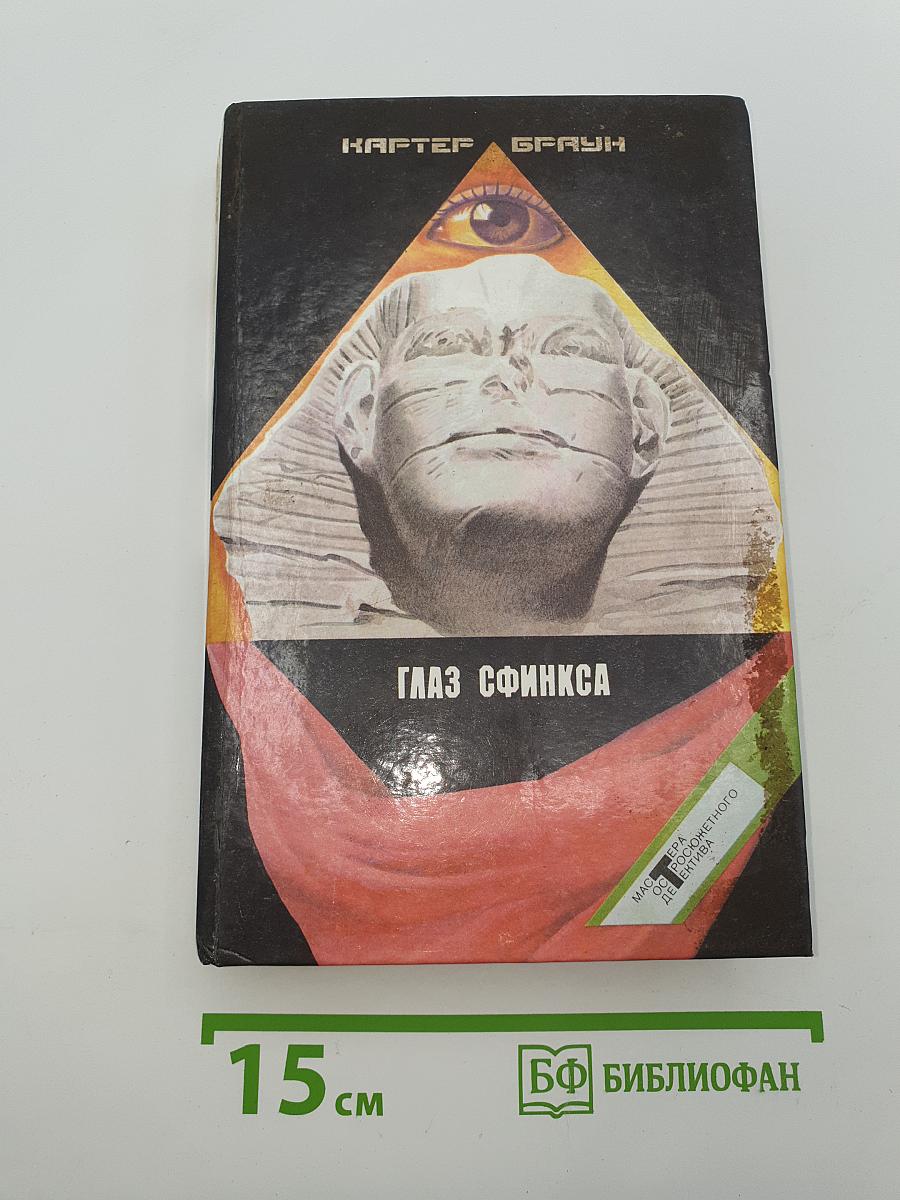 КАРТЕР БРАУН
ГЛАЗ СФИНКСА
МАСТЕРА
ОСТРОСЮЖЕТНОГО
ДЕТЕКТИВА
15 см
БФ БИБЛИОФАН